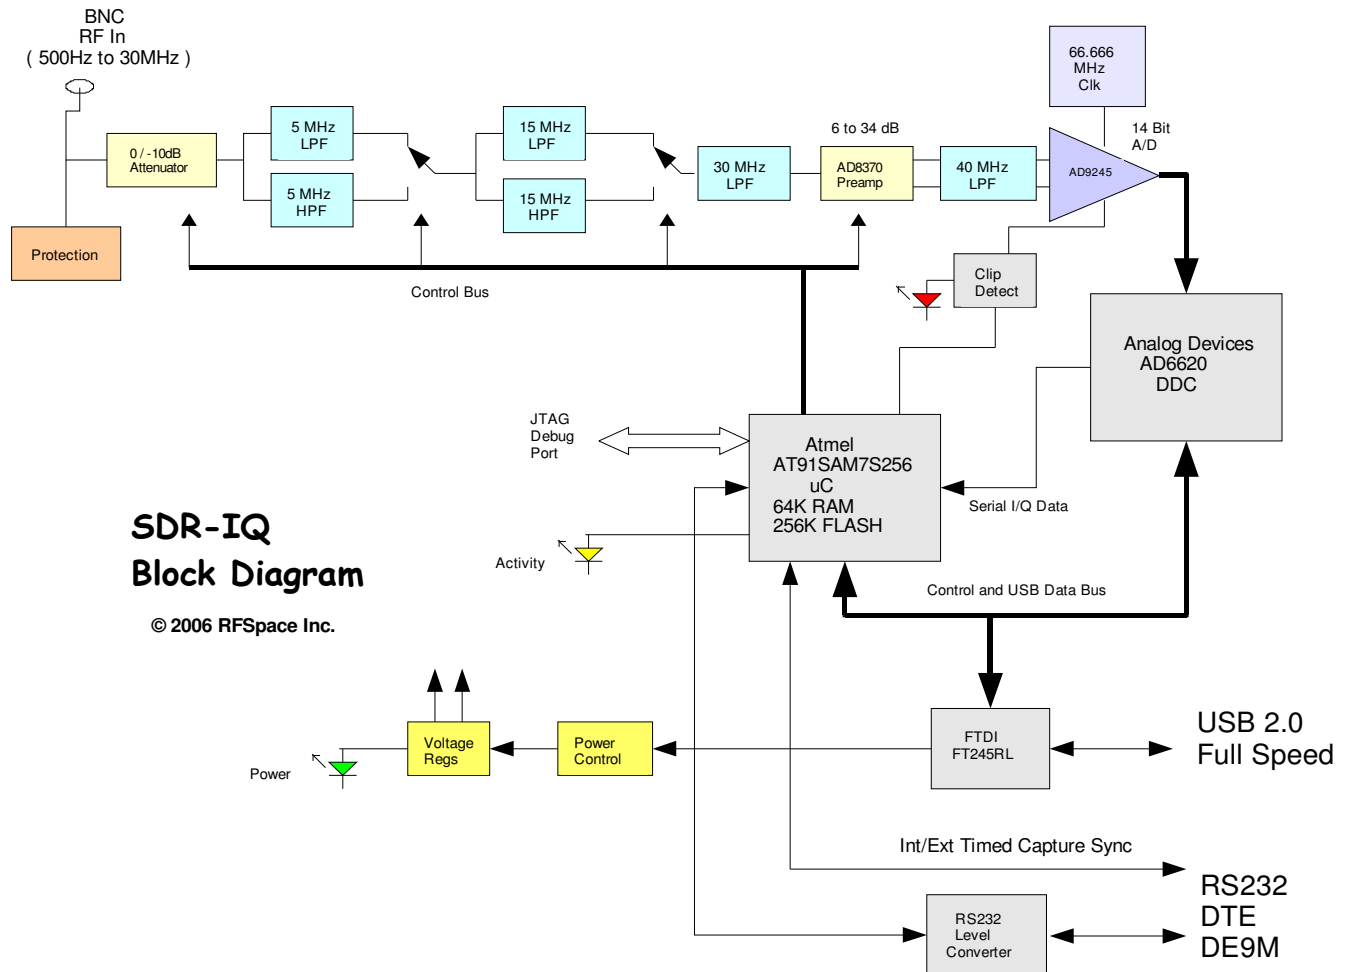 BNC
RF In
( 500Hz to 30MHz )
66.666
MHz
Clk
5 MHz
LPF
15 MHz
LPF
6 to 34 dB
14 Bit
A/D
0 / -10dB
Attenuator
30 MHz
LPF
AD8370
Preamp
40 MHz
LPF
AD9245
5 MHz
HPF
15 MHz
HPF
Protection
Control Bus
Clip
Detect
Analog Devices
AD6620
DDC
JTAG
Debug
Port
Atmel
AT91SAM7S256
uC
64K RAM
256K FLASH
Serial I/Q Data
SDR-IQ
Block Diagram
© 2006 RFSpace Inc.
Activity
Control and USB Data Bus
Voltage
Regs
Power
Control
FTDI
FT245RL
USB 2.0
Full Speed
Power
Int/Ext Timed Capture Sync
RS232
Level
Converter
RS232
DTE
DE9M